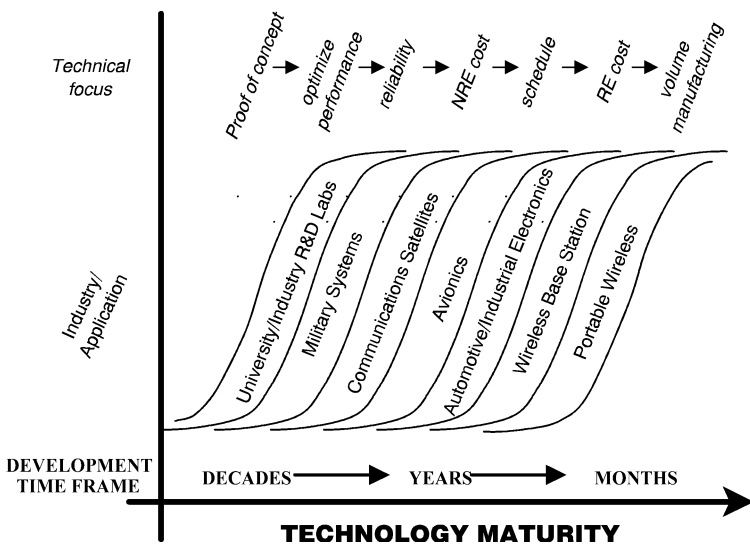 Technical
focus
Proof of concept
optimize
performance
reliability
NRE cost
schedule
RE cost
volume
manufacturing
Industry/
Application
University/Industry R&D Labs
Military Systems
Communications Satellites
Avionics
Automotive/Industrial Electronics
Wireless Base Station
Portable Wireless
DEVELOPMENT
TIME FRAME
DECADES
YEARS
MONTHS
TECHNOLOGY MATURITY